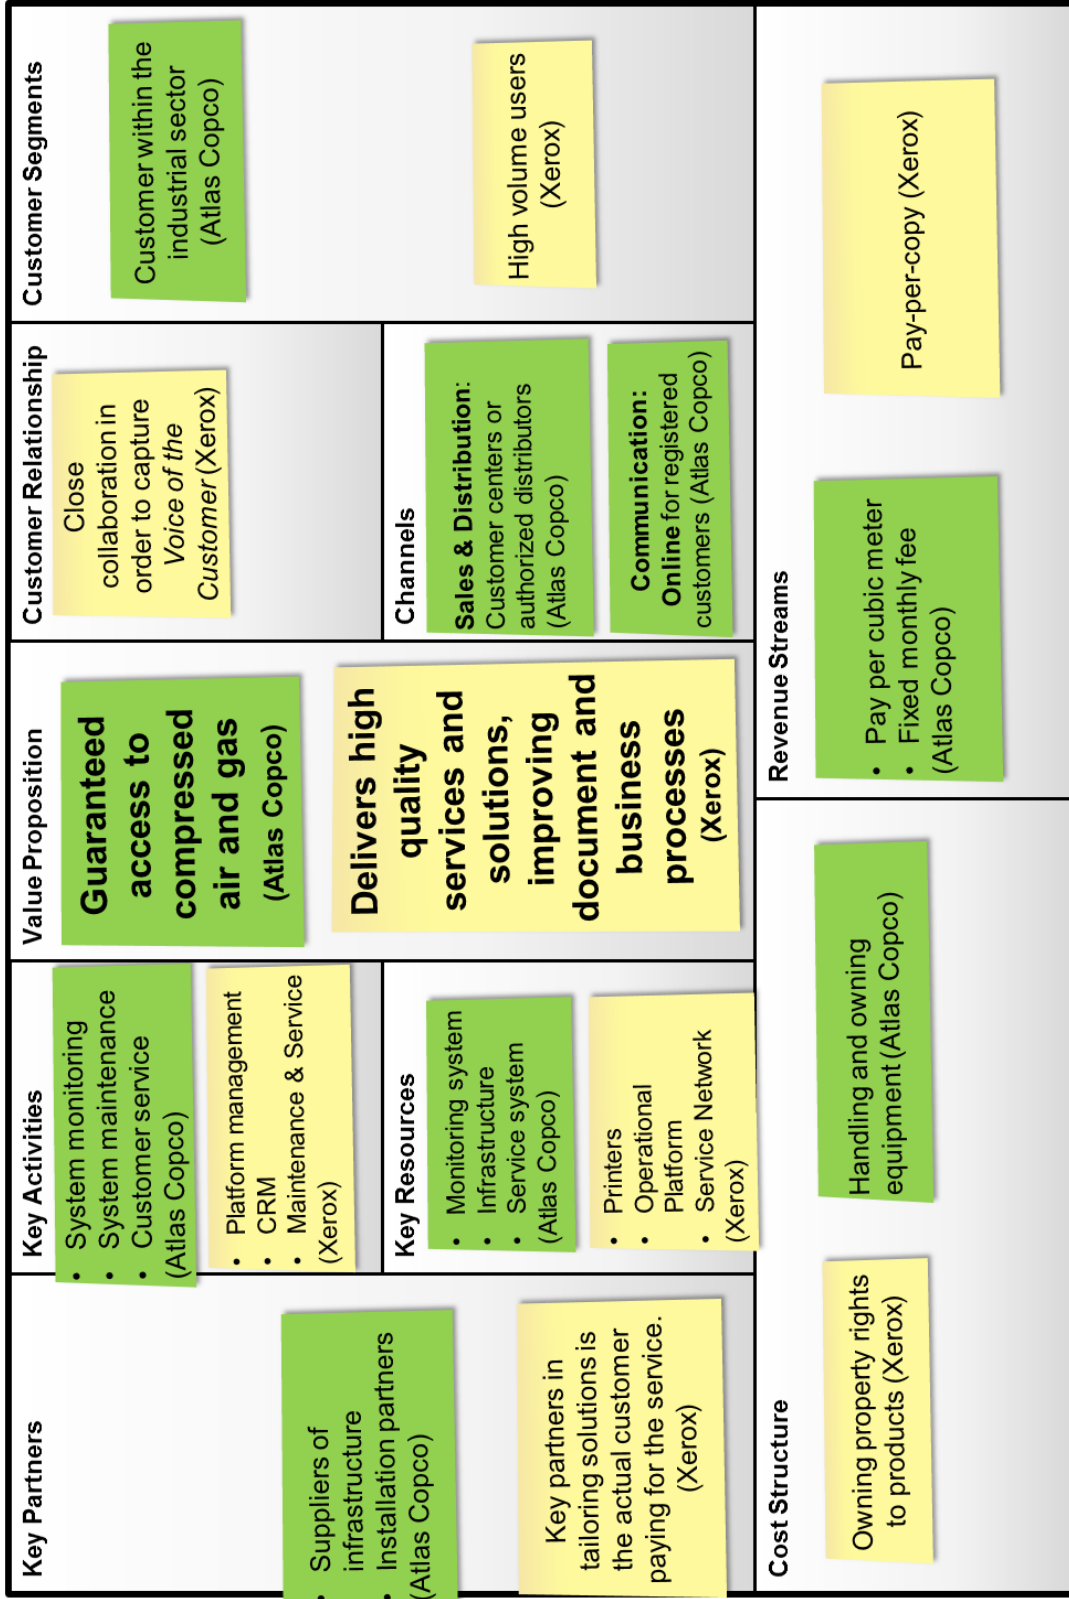 Key Partners
• Suppliers of
infrastructure
• Installation partners
(Atlas Copco)
Key partners in
tailoring solutions is
the actual customer
paying for the service.
(Xerox)
Key Activities
• System monitoring
• System maintenance
• Customer service
(Atlas Copco)
• Platform management
• CRM
• Maintenance & Service
(Xerox)
Key Resources
• Monitoring system
• Infrastructure
• Service system
(Atlas Copco)
• Printers
• Operational
Platform
• Service Network
(Xerox)
Value Proposition
Guaranteed
access to
compressed
air and gas
(Atlas Copco)
Delivers high
quality
services and
solutions,
improving
document and
business
processes
(Xerox)
Customer Relationship
Close
collaboration in
order to capture
Voice of the
Customer (Xerox)
Channels
Sales & Distribution:
Customer centers or
authorized distributors
(Atlas Copco)
Communication:
Online for registered
customers (Atlas Copco)
Customer Segments
Customer within the
industrial sector
(Atlas Copco)
High volume users
(Xerox)
Cost Structure
Owning property rights
to products (Xerox)
Handling and owning
equipment (Atlas Copco)
Revenue Streams
• Pay per cubic meter
• Fixed monthly fee
(Atlas Copco)
Pay-per-copy (Xerox)